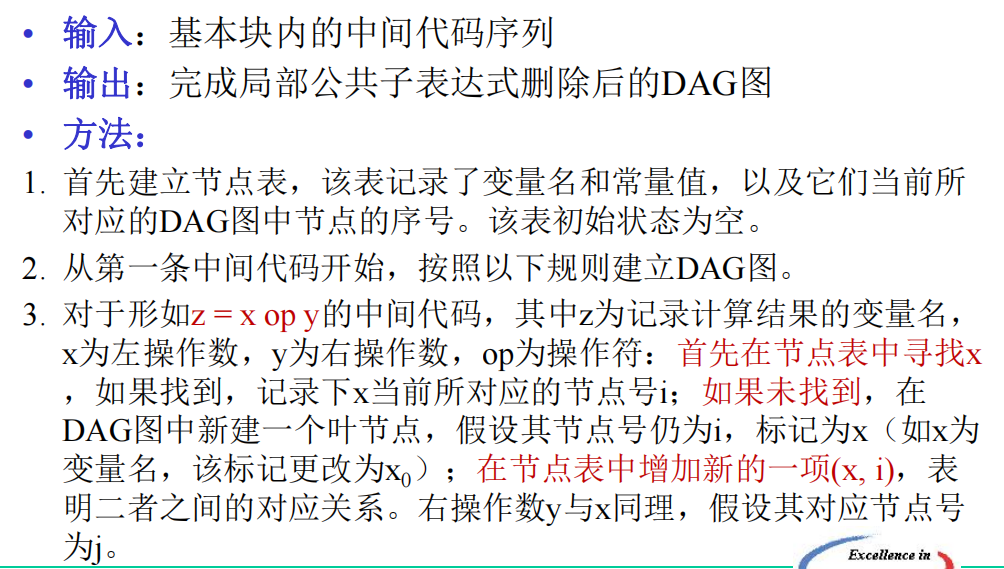 • 输入：基本块内的中间代码序列
• 输出：完成局部公共子表达式删除后的DAG图
• 方法：
1. 首先建立节点表，该表记录了变量名和常量值，以及它们当前所
对应的DAG图中节点的序号。该表初始状态为空。
2. 从第一条中间代码开始，按照以下规则建立DAG图。
3. 对于形如z = x op y的中间代码，其中z为记录计算结果的变量名，
x为左操作数，y为右操作数，op为操作符：首先在节点表中寻找x
，如果找到，记录下x当前所对应的节点号i；如果未找到，在
DAG图中新建一个叶节点，假设其节点号仍为i，标记为x（如x为
变量名，该标记更改为x₀）；在节点表中增加新的一项(x, i)，表
明二者之间的对应关系。右操作数y与x同理，假设其对应节点号
为j。
Excellence in